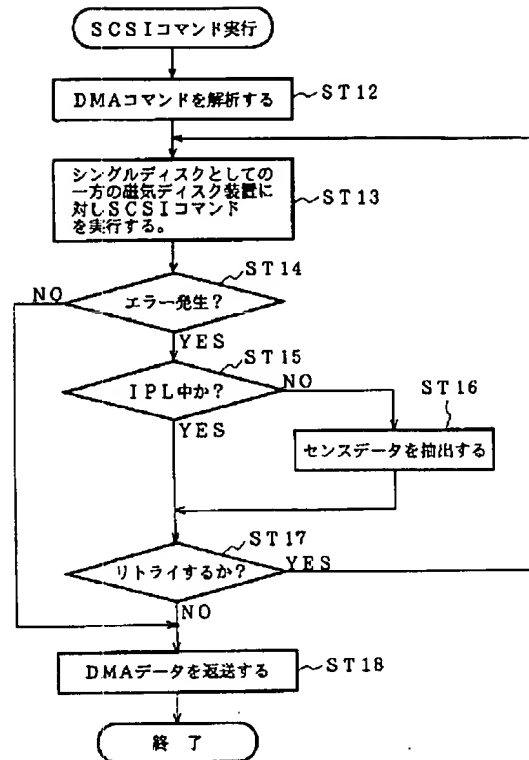 SCSIコマンド実行
DMAコマンドを解析する
ST12
シングルディスクとしての
一方の磁気ディスク装置に
対しSCSIコマンド
を実行する。
ST13
ST14
NO
エラー発生?
YES
ST15
IPL中か?
NO
YES
ST16
センスデータを抽出する
ST17
リトライするか?
YES
NO
DMAデータを返送する
ST18
終了